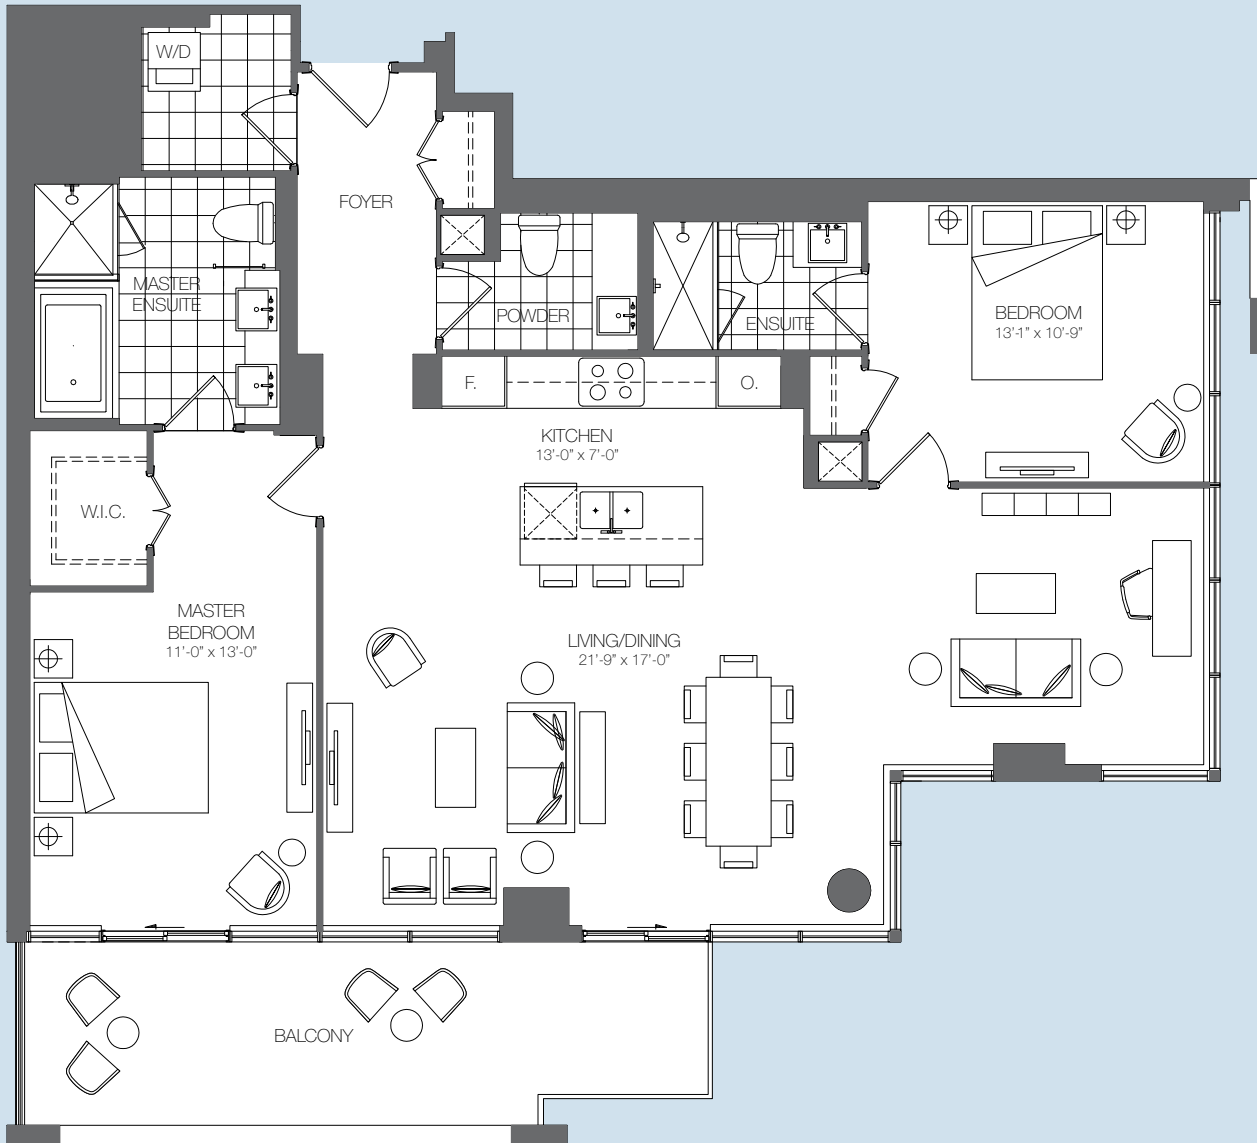 W/D
FOYER
MASTER
ENSUITE
POWDER
ENSUITE
BEDROOM
13'-1" x 10'-9"
F.
O.
KITCHEN
13'-0" x 7'-0"
W.I.C.
MASTER
BEDROOM
11'-0" x 13'-0"
LIVING/DINING
21'-9" x 17'-0"
BALCONY